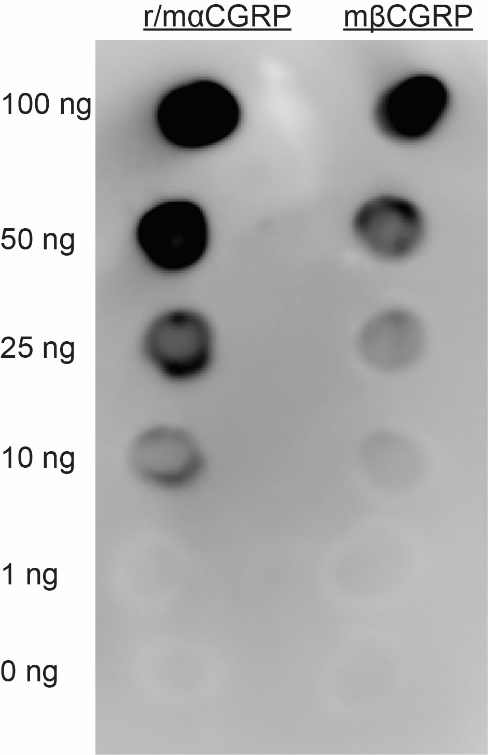 r/mαCGRP mβCGRP
100 ng
50 ng
25 ng
10 ng
1 ng
0 ng